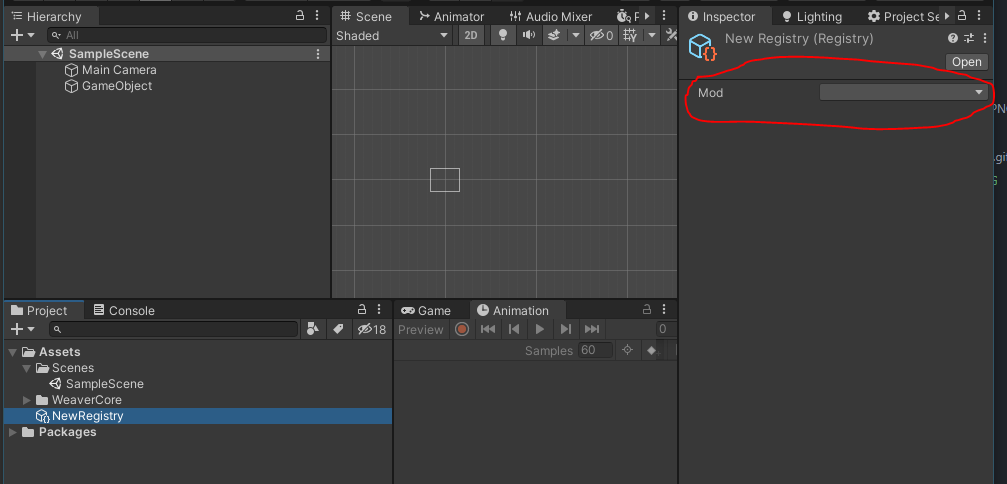 Hierarchy
All
SampleScene
Main Camera
GameObject
Scene
Animator
Audio Mixer
Shaded
2D
0
Inspector
Lighting
Project Se
New Registry (Registry)
Open
Mod
Project
Console
18
Assets
Scenes
SampleScene
WeaverCore
NewRegistry
Packages
Game
Animation
Preview
0
Samples
60